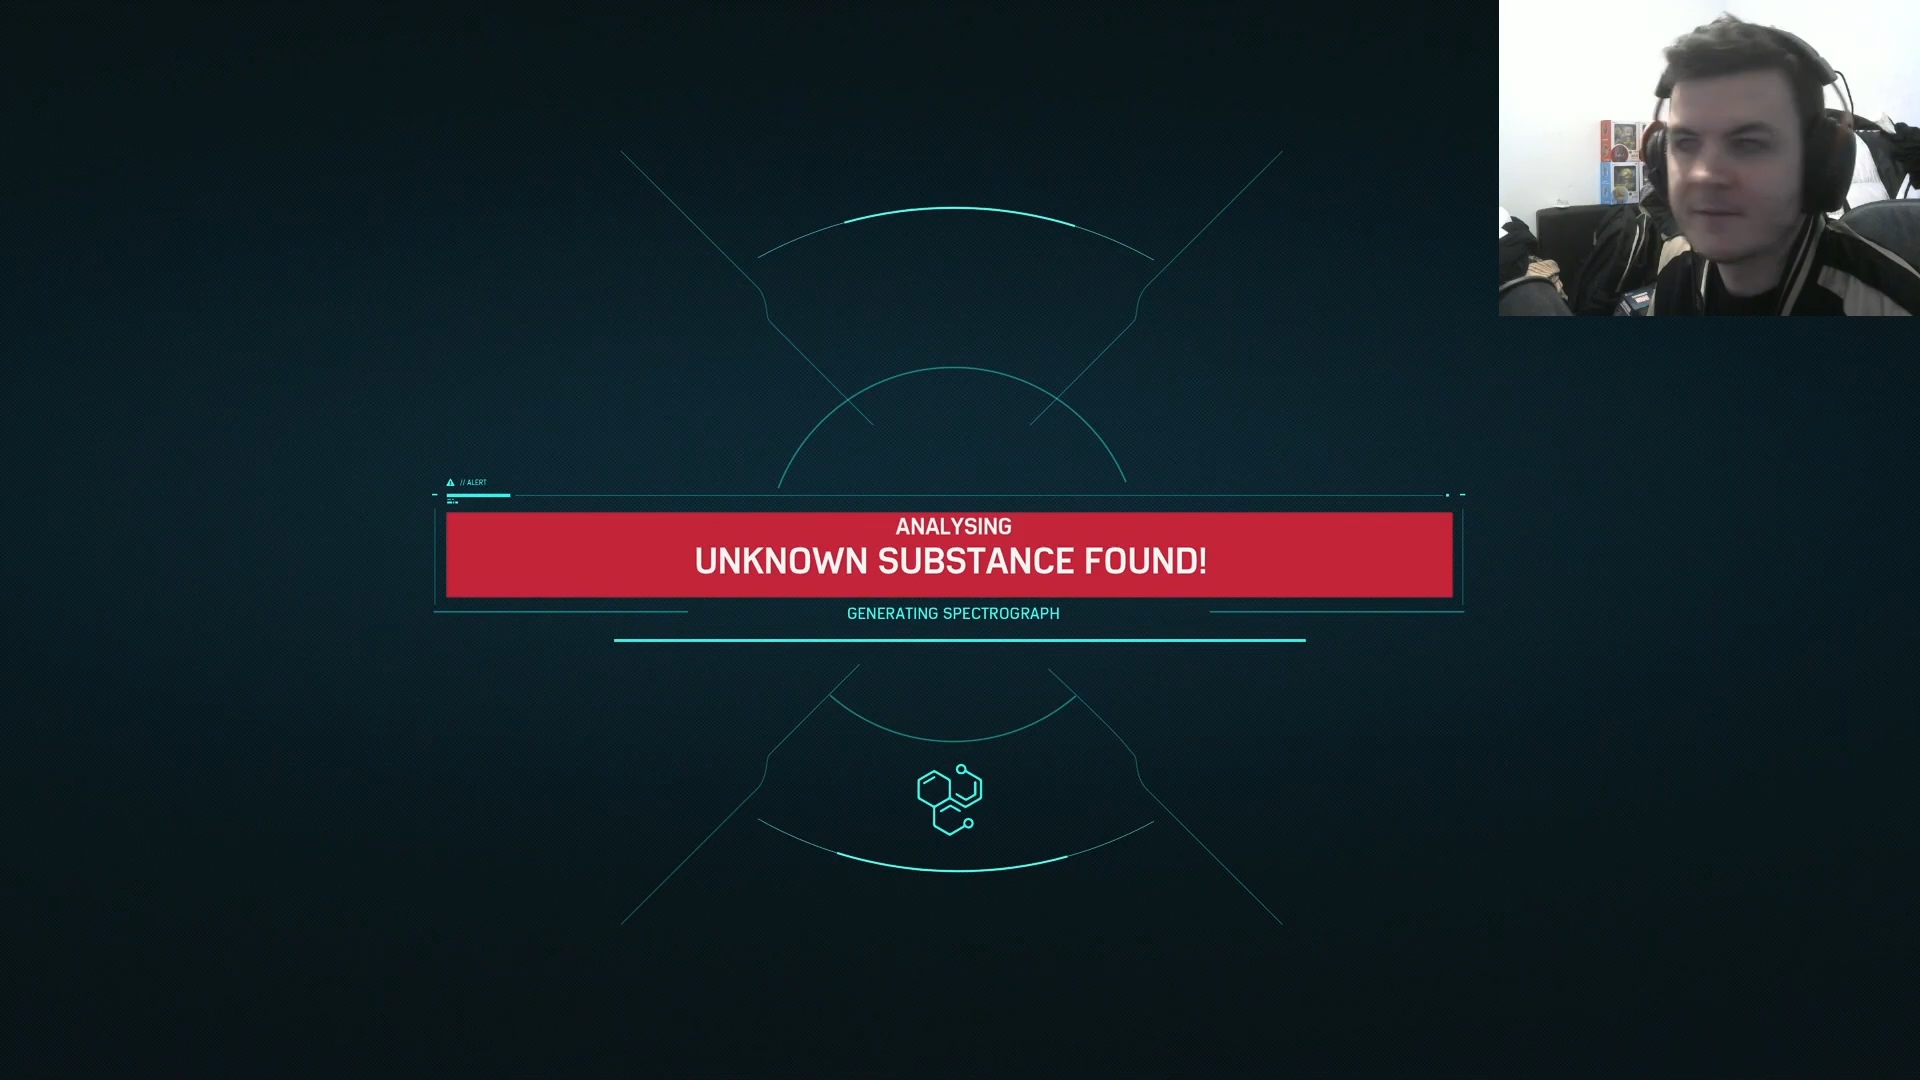 // ALERT
ANALYSING
UNKNOWN SUBSTANCE FOUND!
GENERATING SPECTROGRAPH